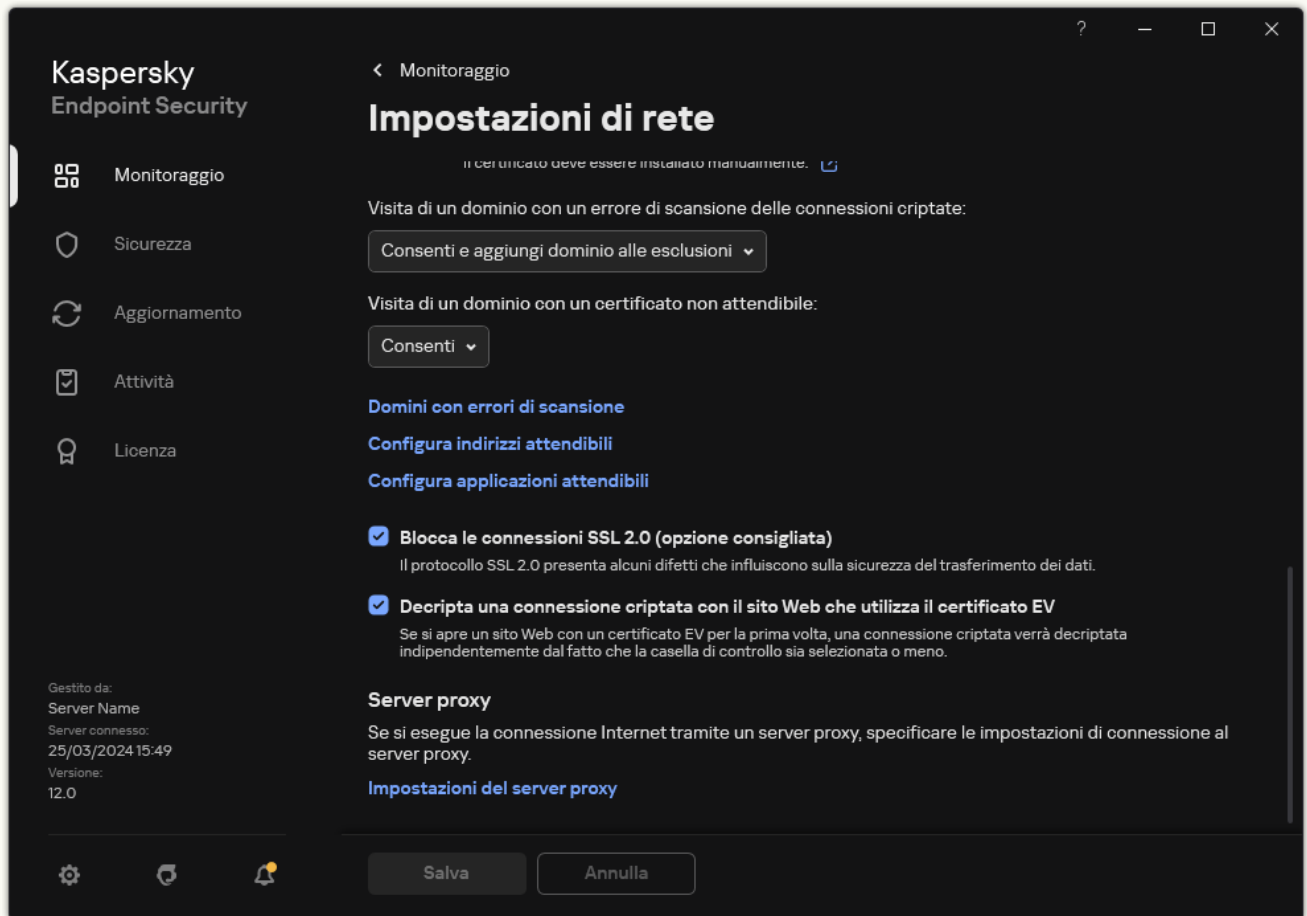 ?
Kaspersky
Endpoint Security
Monitoraggio
Sicurezza
Aggiornamento
Attività
Licenza
Gestito da:
Server Name
Server connesso:
25/03/2024 15:49
Versione:
12.0
Monitoraggio
Impostazioni di rete
Il certificato deve essere installato manualmente.
Visita di un dominio con un errore di scansione delle connessioni criptate:
Consenti e aggiungi dominio alle esclusioni
Visita di un dominio con un certificato non attendibile:
Consenti
Domini con errori di scansione
Configura indirizzi attendibili
Configura applicazioni attendibili
Blocca le connessioni SSL 2.0 (opzione consigliata)
Il protocollo SSL 2.0 presenta alcuni difetti che influiscono sulla sicurezza del trasferimento dei dati.
Decripta una connessione criptata con il sito Web che utilizza il certificato EV
Se si apre un sito Web con un certificato EV per la prima volta, una connessione criptata verrà decriptata
indipendentemente dal fatto che la casella di controllo sia selezionata o meno.
Server proxy
Se si esegue la connessione Internet tramite un server proxy, specificare le impostazioni di connessione al
server proxy.
Impostazioni del server proxy
Salva
Annulla